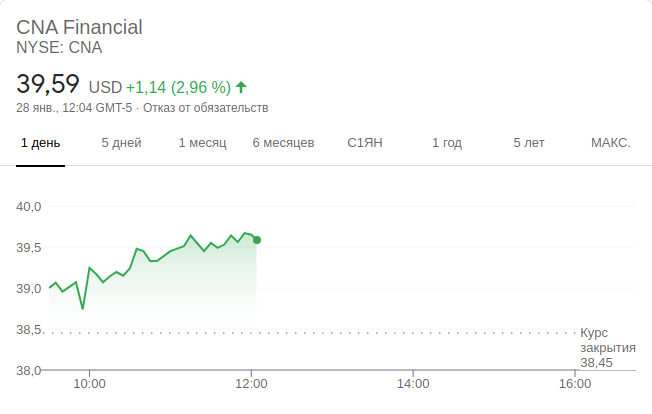 CNA Financial
NYSE: CNA
39,59 USD +1,14 (2,96 %)
28 янв., 12:04 GMT-5 · Отказ от обязательств
1 день 5 дней 1 месяц 6 месяцев С1ЯН 1 год 5 лет МАКС.
40,0
39,5
39,0
38,5
38,0
Курс
закрытия
38,45
10:00 12:00 14:00 16:00